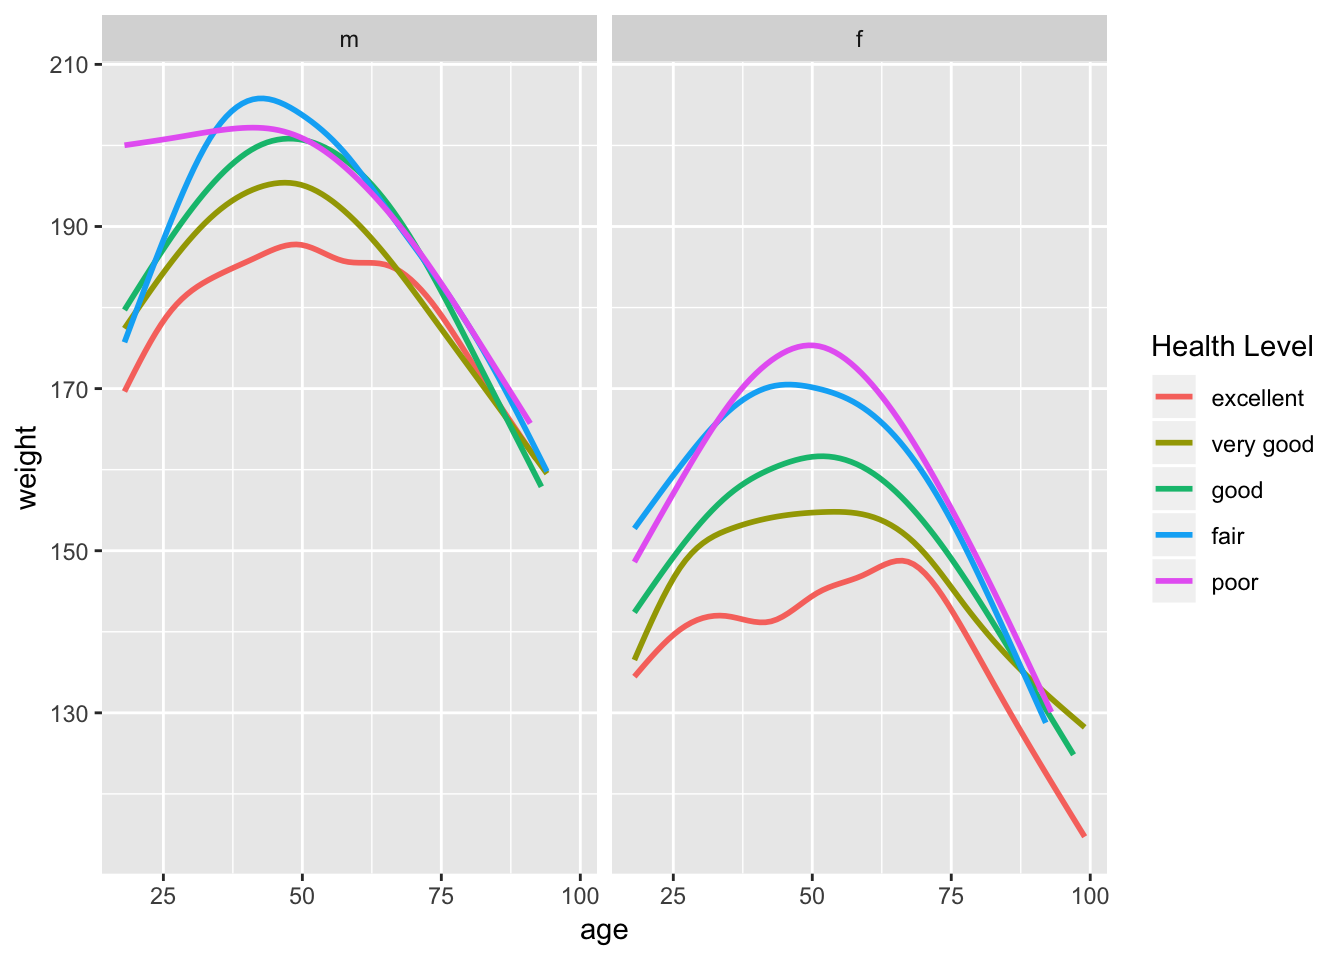 m
f
210
190
170
150
130
weight
25
50
75
100
25
50
75
100
age
Health Level
excellent
very good
good
fair
poor